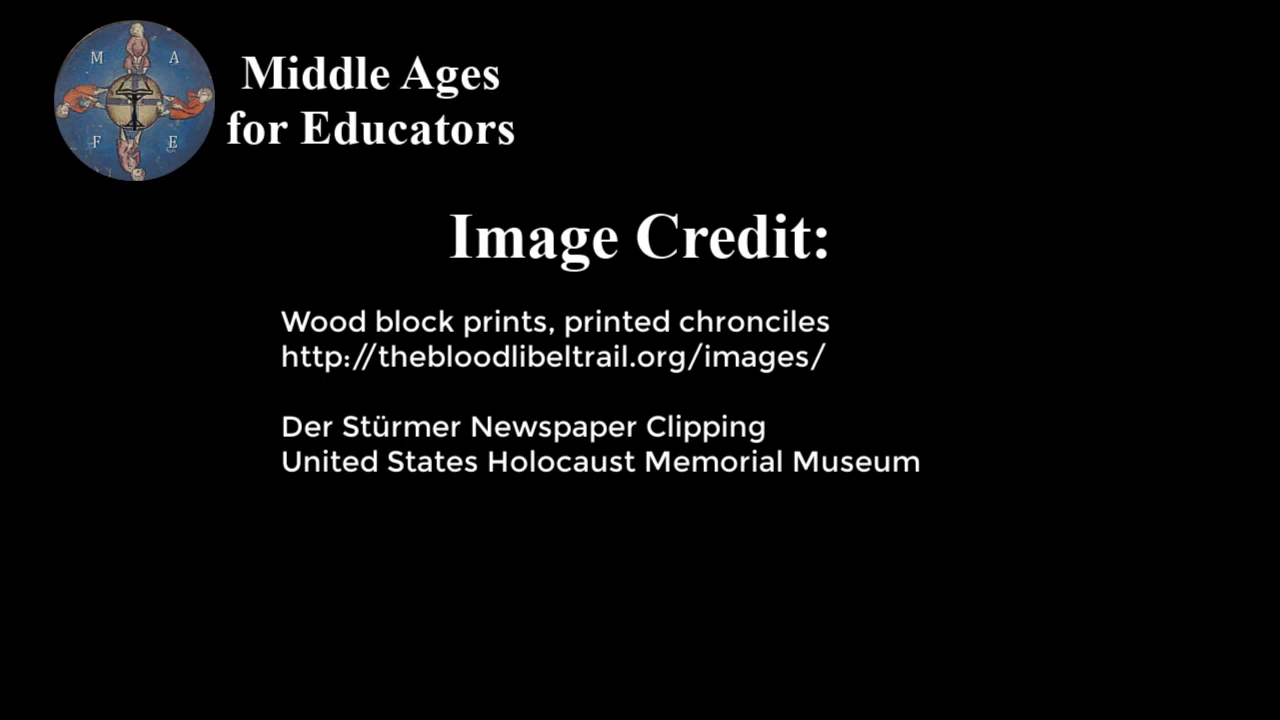 M A
F E
Middle Ages
for Educators
Image Credit:
Wood block prints, printed chronciles
http://thebloodlibeltrail.org/images/
Der Stürmer Newspaper Clipping
United States Holocaust Memorial Museum